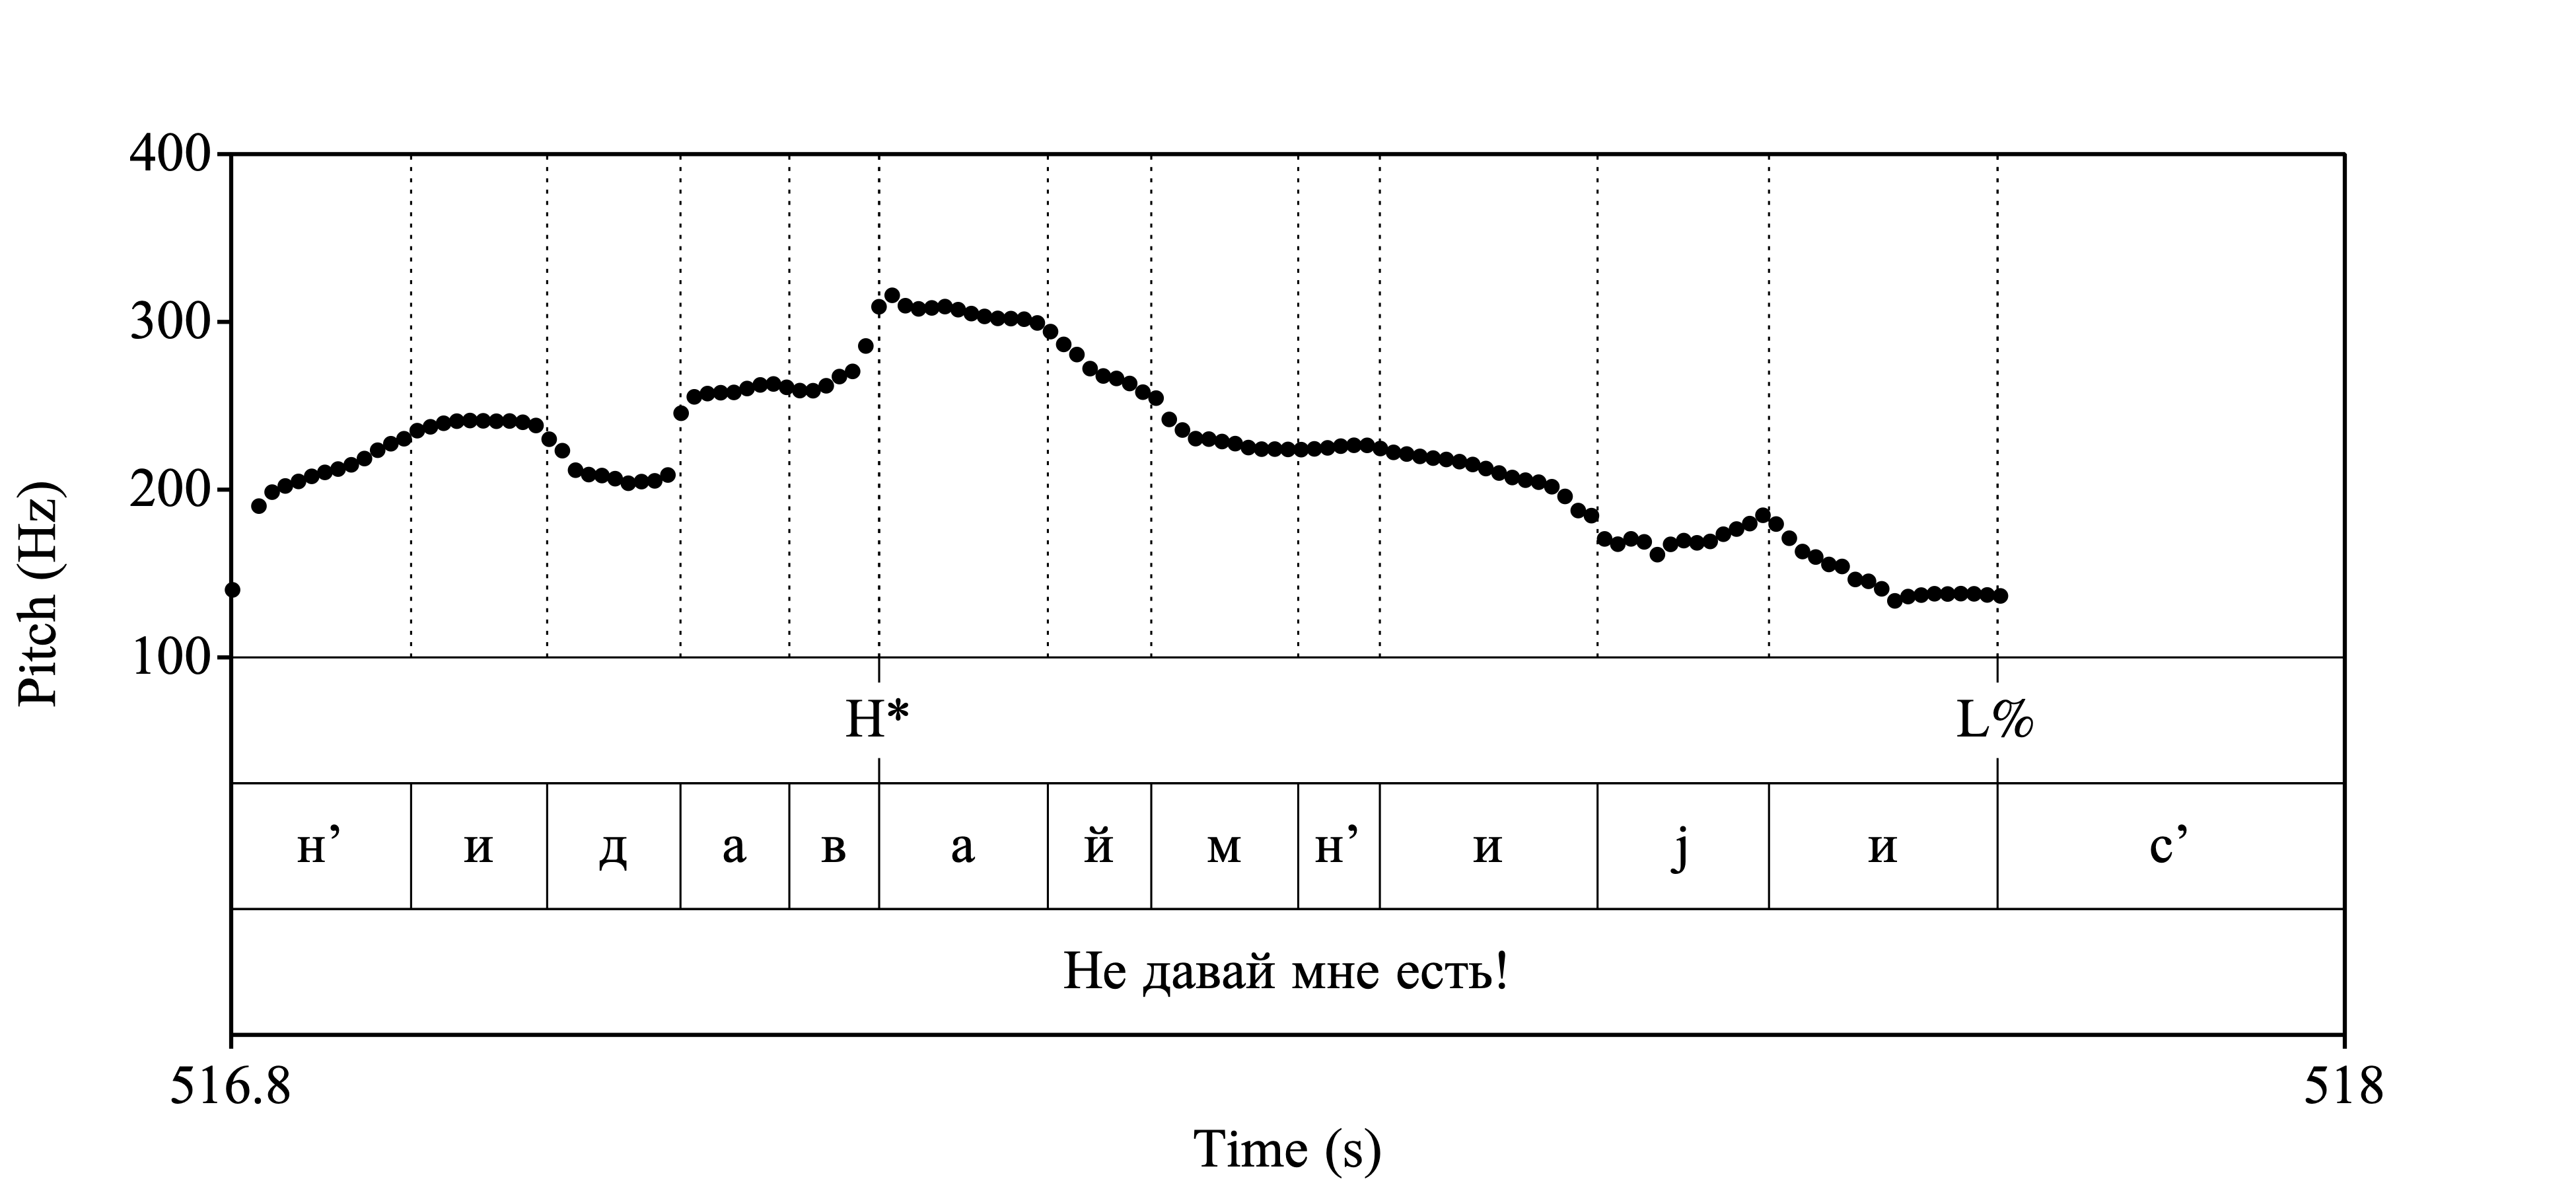 400
300
200
100
Pitch (Hz)
H* L%
н’ и д а в а й м н’ и j и с’
Не давай мне есть!
516.8 518
Time (s)